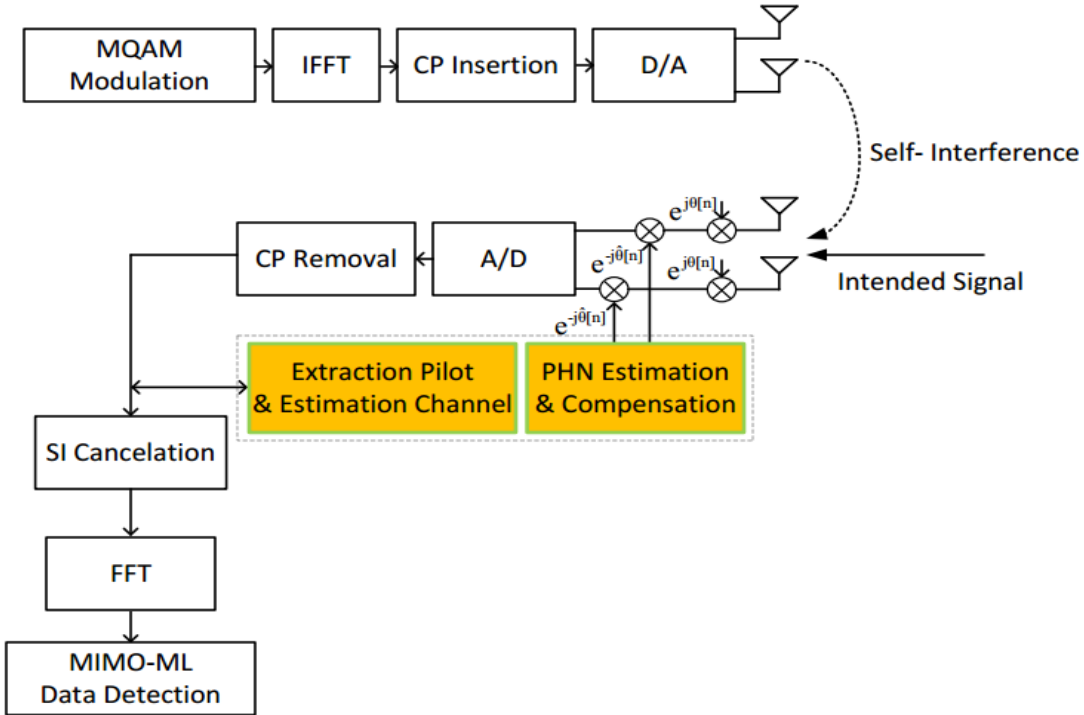 MQAM
Modulation
IFFT
CP Insertion
D/A
Self- Interference
CP Removal
A/D
e^jθ[n]
e^-jθ̂[n]
e^jθ[n]
e^-jθ̂[n]
Intended Signal
Extraction Pilot
& Estimation Channel
PHN Estimation
& Compensation
SI Cancelation
FFT
MIMO-ML
Data Detection